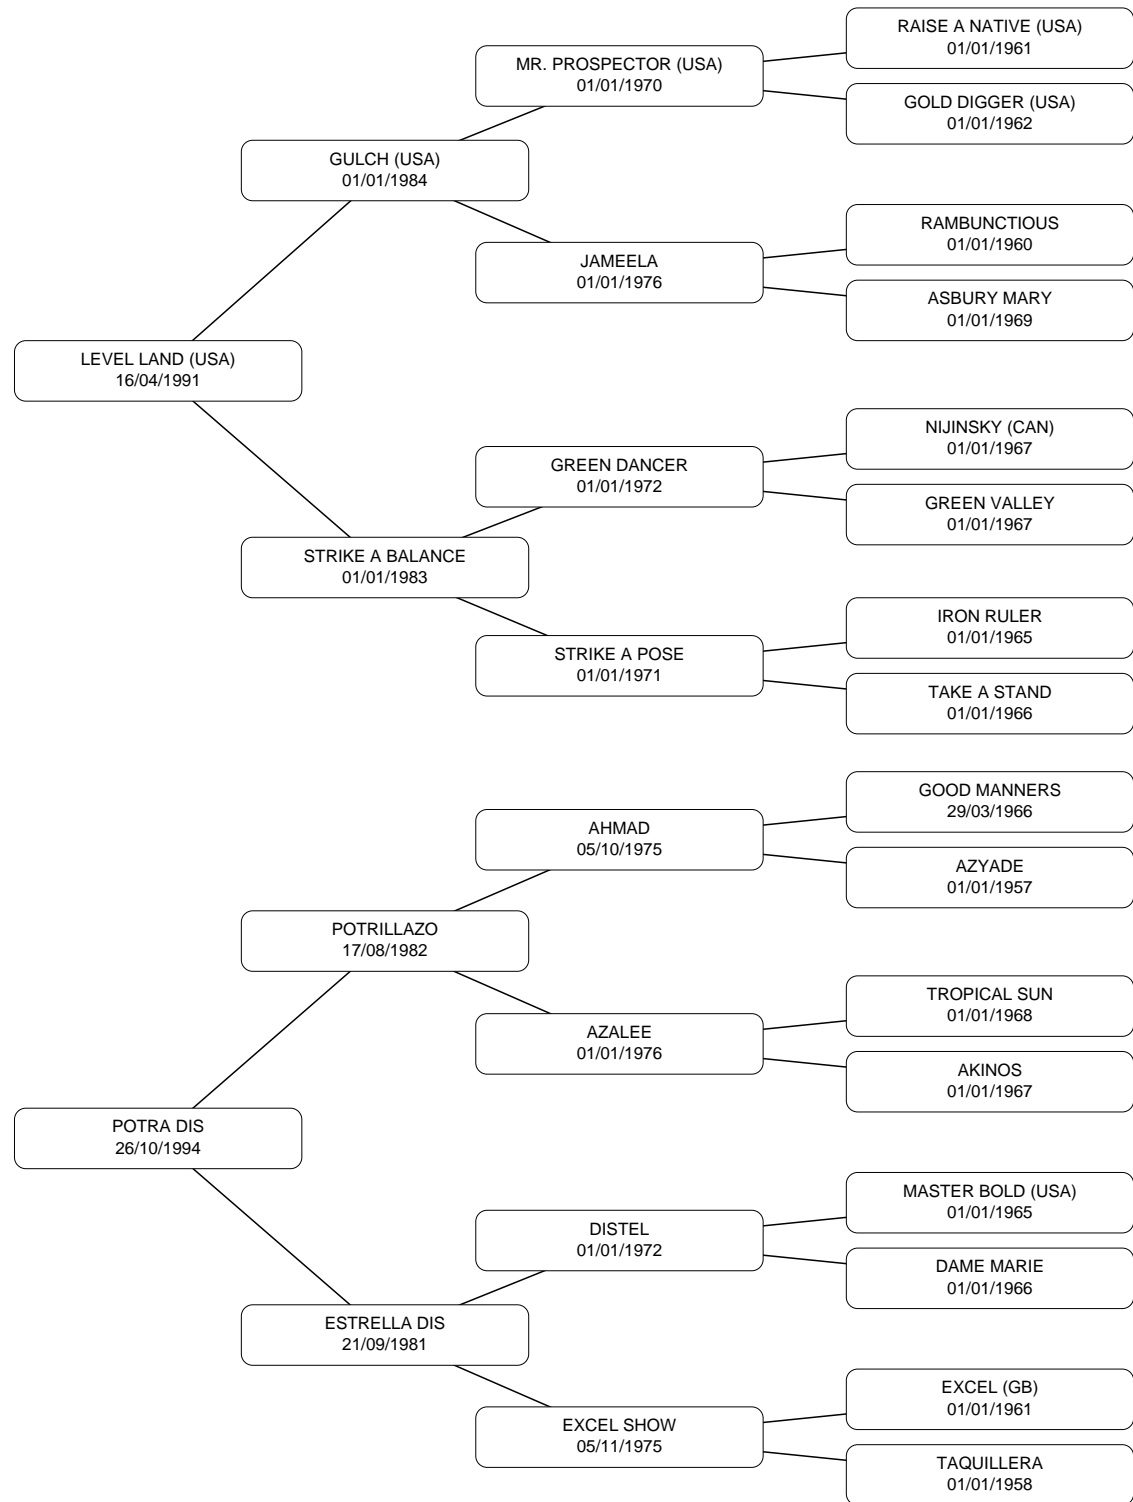 RAISE A NATIVE (USA)
01/01/1961
MR. PROSPECTOR (USA)
01/01/1970
GOLD DIGGER (USA)
01/01/1962
GULCH (USA)
01/01/1984
RAMBUNCTIOUS
01/01/1960
JAMEELA
01/01/1976
ASBURY MARY
01/01/1969
LEVEL LAND (USA)
16/04/1991
NIJINSKY (CAN)
01/01/1967
GREEN DANCER
01/01/1972
GREEN VALLEY
01/01/1967
STRIKE A BALANCE
01/01/1983
IRON RULER
01/01/1965
STRIKE A POSE
01/01/1971
TAKE A STAND
01/01/1966
GOOD MANNERS
29/03/1966
AHMAD
05/10/1975
AZYADE
01/01/1957
POTRILLAZO
17/08/1982
TROPICAL SUN
01/01/1968
AZALEE
01/01/1976
AKINOS
01/01/1967
POTRA DIS
26/10/1994
MASTER BOLD (USA)
01/01/1965
DISTEL
01/01/1972
DAME MARIE
01/01/1966
ESTRELLA DIS
21/09/1981
EXCEL (GB)
01/01/1961
EXCEL SHOW
05/11/1975
TAQUILLERA
01/01/1958